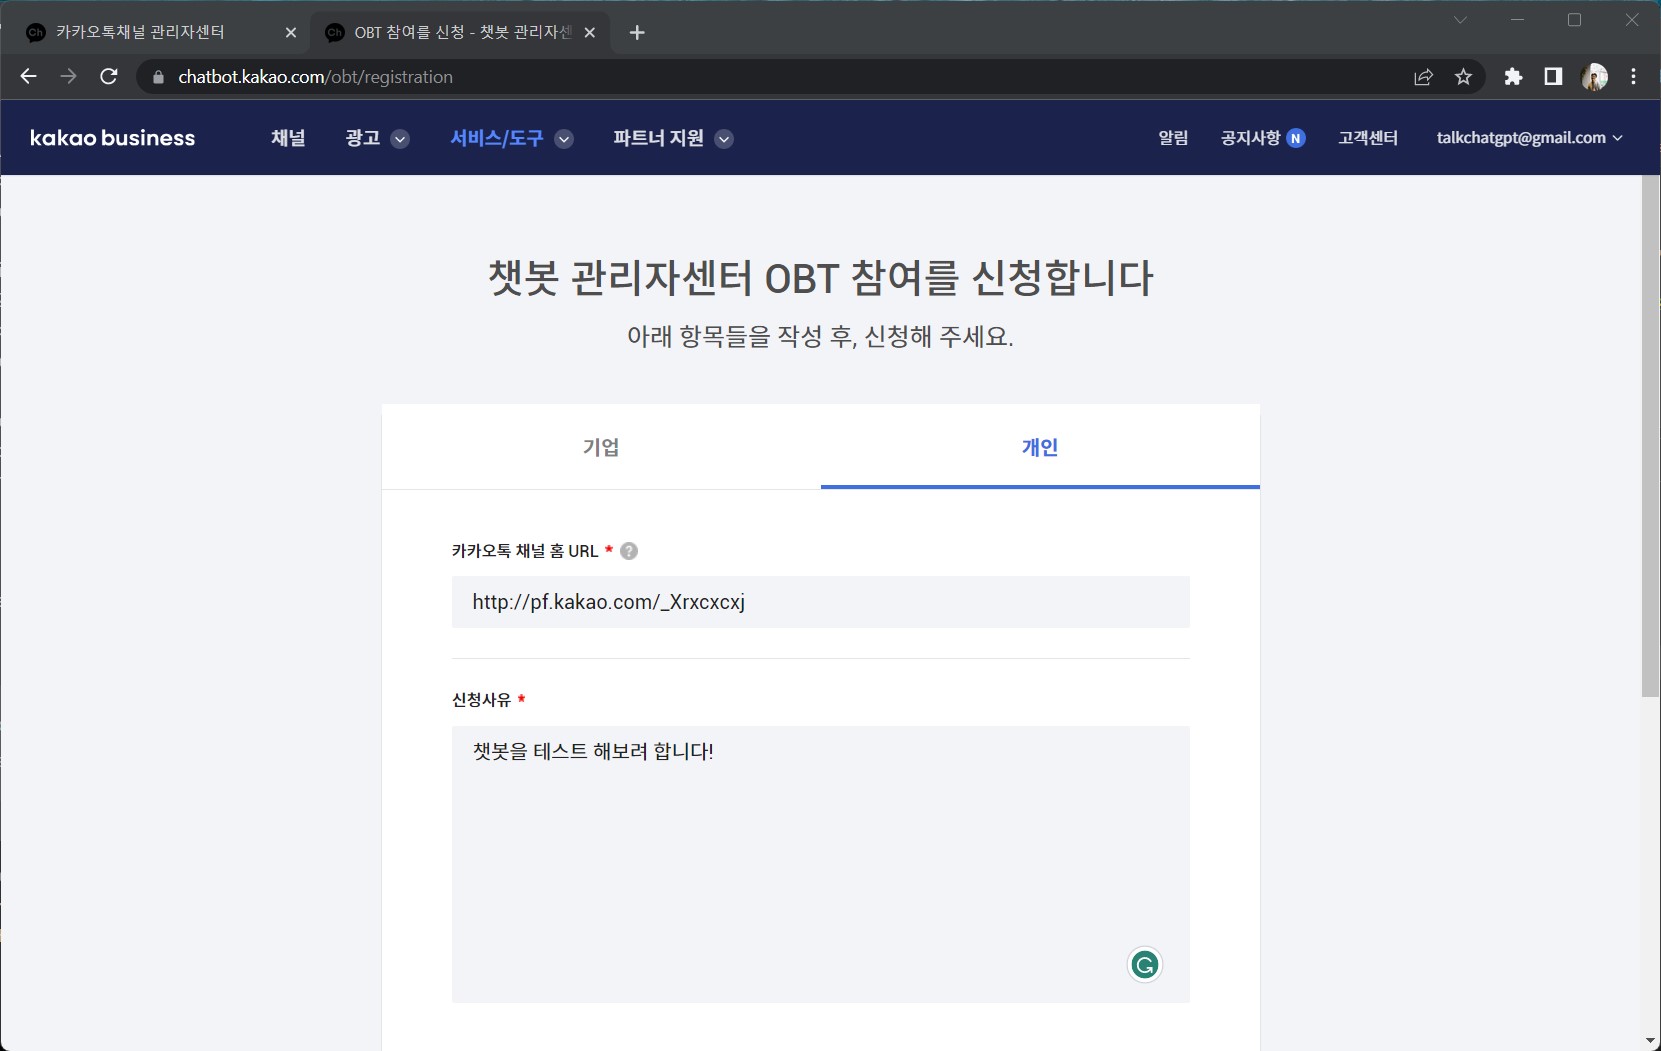 카카오톡채널 관리자센터
OBT 참여를 신청 - 챗봇 관리자센
chatbot.kakao.com/obt/registration
kakao business 채널 광고 서비스/도구 파트너 지원 알림 공지사항 N 고객센터 talkchatgpt@gmail.com
챗봇 관리자센터 OBT 참여를 신청합니다
아래 항목들을 작성 후, 신청해 주세요.
기업 개인
카카오톡 채널 홈 URL * ?
http://pf.kakao.com/_Xrxcxcxj
신청사유 *
챗봇을 테스트 해보려 합니다!